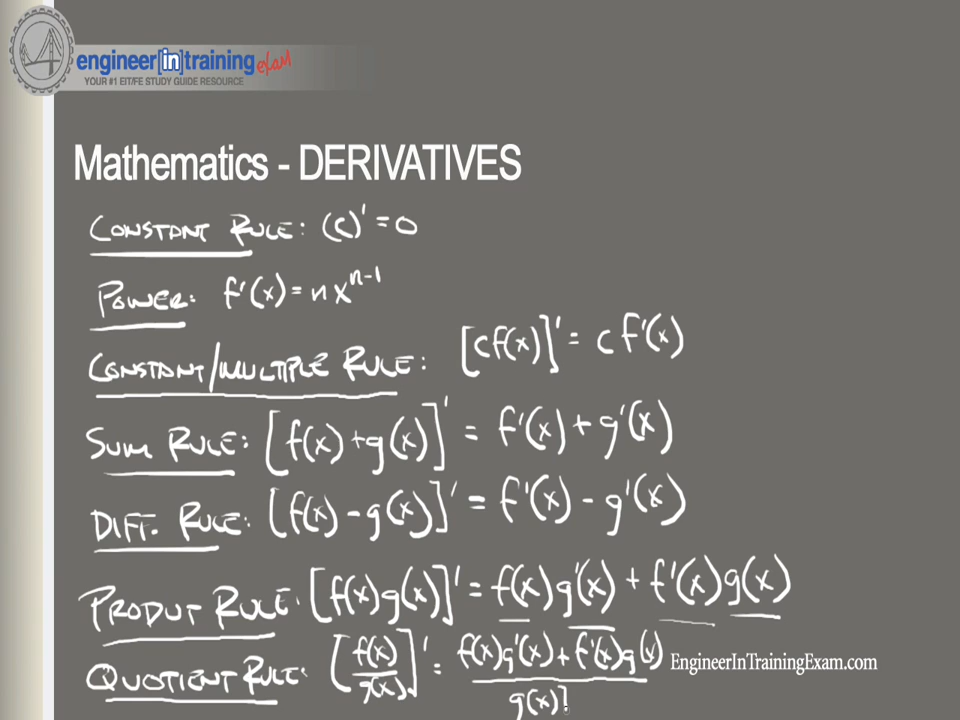 engineer[in]training exam
YOUR #1 EIT/FE STUDY GUIDE RESOURCE
Mathematics - DERIVATIVES
CONSTANT RULE: (c)' = 0
POWER: f'(x) = nx^{n-1}
CONSTANT/MULTIPLE RULE: [cf(x)]' = cf'(x)
SUM RULE: [f(x)+g(x)]' = f'(x)+g'(x)
DIFF. RULE: [f(x)-g(x)]' = f'(x)-g'(x)
PRODUT RULE: [f(x)g(x)]' = f(x)g'(x) + f'(x)g(x)
QUOTIENT RULE: [f(x)/g(x)]' = f(x)g'(x)+f'(x)g(x) / g(x)²
EngineerInTrainingExam.com